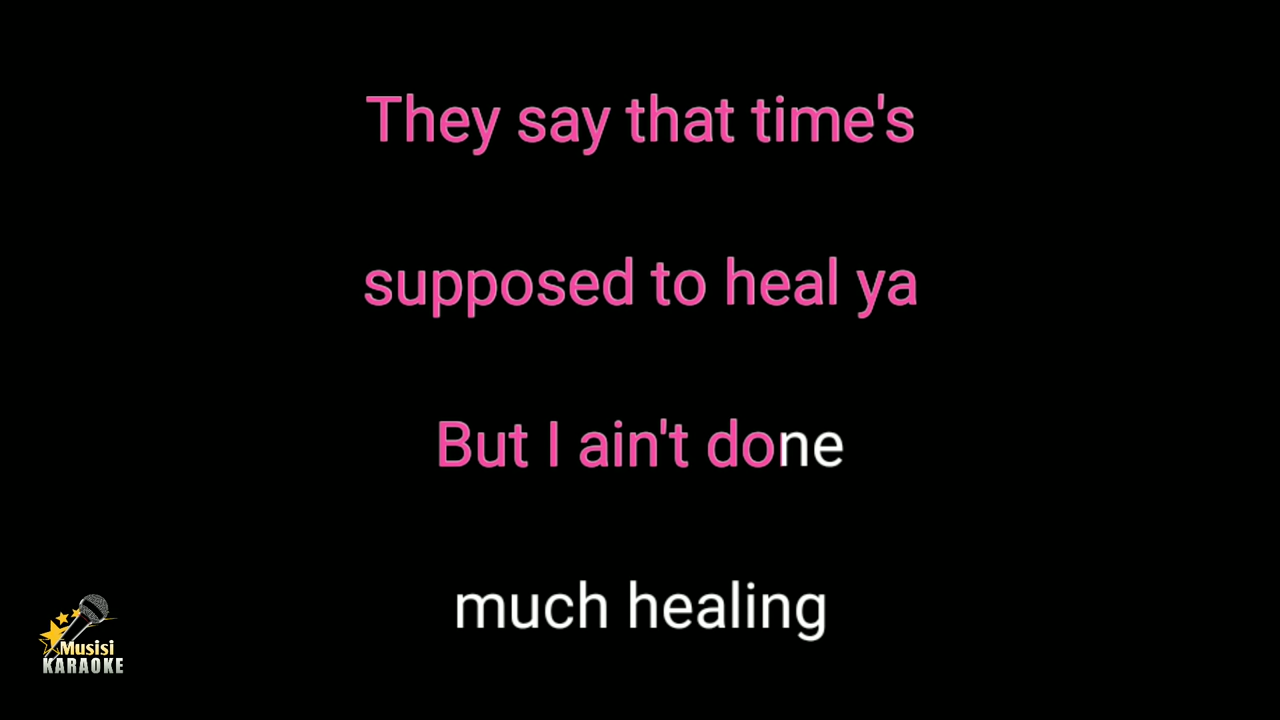 They say that time's
supposed to heal ya
But I ain't done
much healing
Musisi
KARAOKE